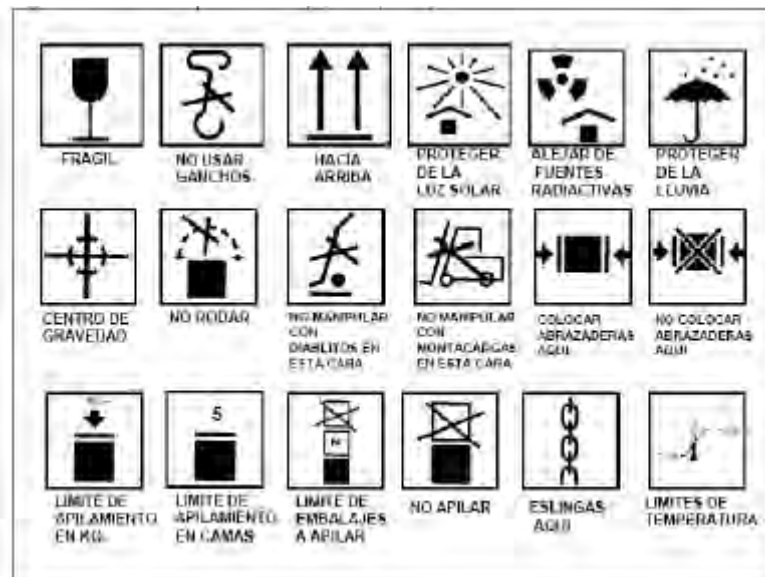 FRAGIL
NO USAR
GANCHOS
HACIA
ARRIBA
PROTEGER
DE LA
LUZ SOLAR
ALEJAR DE
FUENTES
RADIACTIVAS
PROTEGER
DE LA
LLUVIA
CENTRO DE
GRAVEDAD
NO RODAR
NO MANIPULAR
CON
DIABLITOS EN
ESTA CARA
NO MANIPULAR
CON
MONTACARGAS
EN ESTA CARA
COLOCAR
ABRAZADERAS
AQUI
NO COLOCAR
ABRAZADERAS
AQUI
5
LIMITE DE
APILAMIENTO
EN KG.
LIMITE DE
APILAMIENTO
EN CAMAS
LIMITE DE
EMBALAJES
A APILAR
NO APILAR
ESLINGAS
AQUI
LIMITES DE
TEMPERATURA